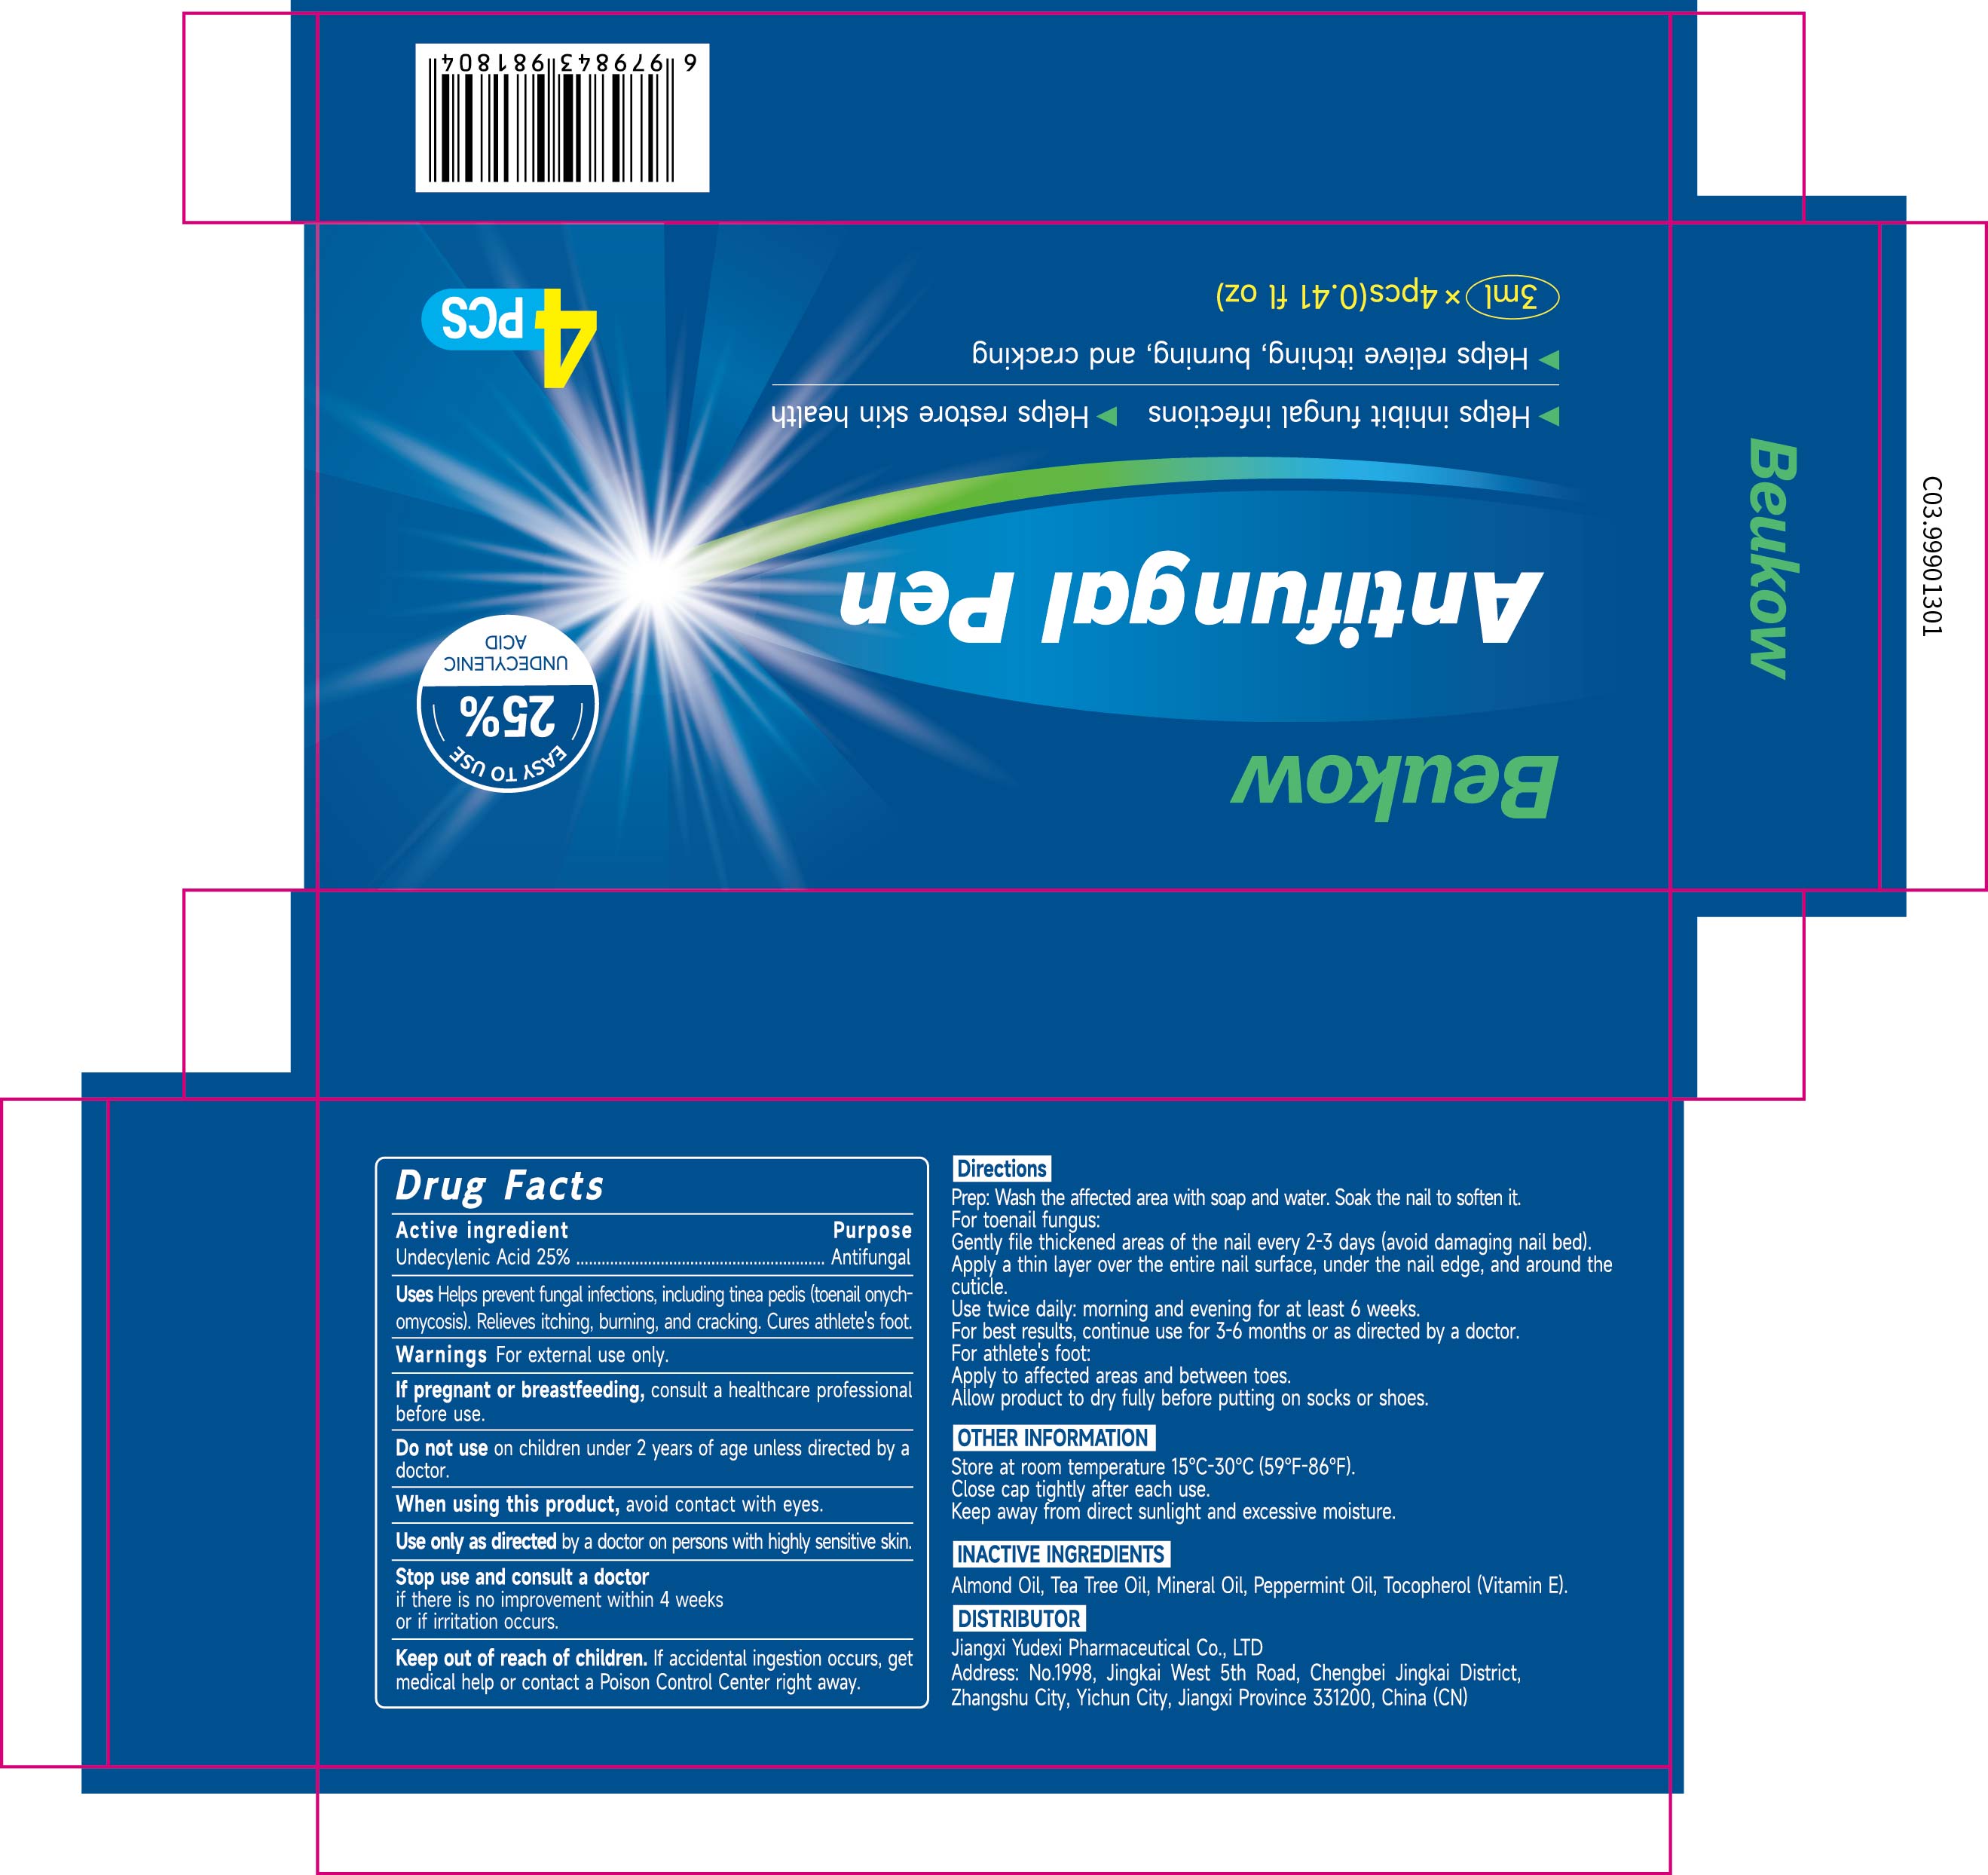 6 979843 981804
Beukow
Antifungal Pen
▶ Helps inhibit fungal infections ▶ Helps restore skin health
▶ Helps relieve itching, burning, and cracking
3ml × 4pcs(0.41 fl oz)
EASY TO USE
25%
UNDECYLENIC
ACID
4 PCS
Beukow
C03.99901301
Drug Facts
Active ingredient Purpose
Undecylenic Acid 25% ........................................................... Antifungal
Uses Helps prevent fungal infections, including tinea pedis (toenail onych-
omycosis). Relieves itching, burning, and cracking. Cures athlete's foot.
Warnings For external use only.
If pregnant or breastfeeding, consult a healthcare professional
before use.
Do not use on children under 2 years of age unless directed by a
doctor.
When using this product, avoid contact with eyes.
Use only as directed by a doctor on persons with highly sensitive skin.
Stop use and consult a doctor
if there is no improvement within 4 weeks
or if irritation occurs.
Keep out of reach of children. If accidental ingestion occurs, get
medical help or contact a Poison Control Center right away.
Directions
Prep: Wash the affected area with soap and water. Soak the nail to soften it.
For toenail fungus:
Gently file thickened areas of the nail every 2-3 days (avoid damaging nail bed).
Apply a thin layer over the entire nail surface, under the nail edge, and around the
cuticle.
Use twice daily: morning and evening for at least 6 weeks.
For best results, continue use for 3-6 months or as directed by a doctor.
For athlete's foot:
Apply to affected areas and between toes.
Allow product to dry fully before putting on socks or shoes.
OTHER INFORMATION
Store at room temperature 15°C-30°C (59°F-86°F).
Close cap tightly after each use.
Keep away from direct sunlight and excessive moisture.
INACTIVE INGREDIENTS
Almond Oil, Tea Tree Oil, Mineral Oil, Peppermint Oil, Tocopherol (Vitamin E).
DISTRIBUTOR
Jiangxi Yudexi Pharmaceutical Co., LTD
Address: No.1998, Jingkai West 5th Road, Chengbei Jingkai District,
Zhangshu City, Yichun City, Jiangxi Province 331200, China (CN)